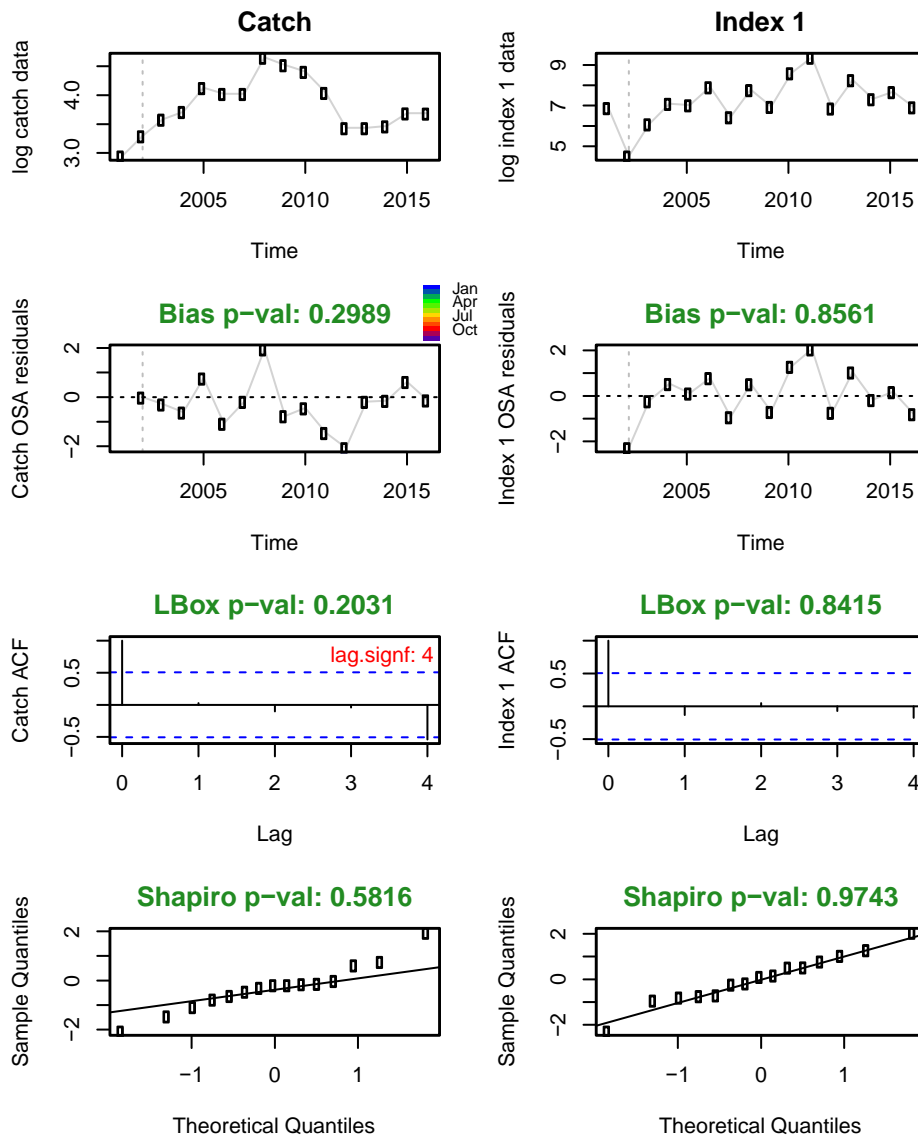 Catch
log catch data
3.0 4.0
2005 2010 2015
Time
Index 1
log index 1 data
5 7 9
2005 2010 2015
Time
Bias p−val: 0.2989
Jan
Apr
Jul
Oct
Catch OSA residuals
−2 0 2
2005 2010 2015
Time
Bias p−val: 0.8561
Index 1 OSA residuals
−2 0 2
2005 2010 2015
Time
LBox p−val: 0.2031
lag.signf: 4
Catch ACF
−0.5 0.5
0 1 2 3 4
Lag
LBox p−val: 0.8415
Index 1 ACF
−0.5 0.5
0 1 2 3 4
Lag
Shapiro p−val: 0.5816
Sample Quantiles
−2 0 2
−1 0 1
Theoretical Quantiles
Shapiro p−val: 0.9743
Sample Quantiles
−2 0 2
−1 0 1
Theoretical Quantiles